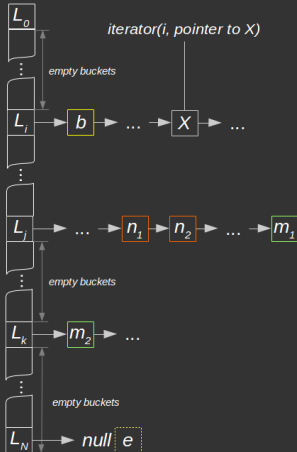 L0
iterator(i, pointer to X)
empty buckets
⋮
Li b ... X ...
⋮
Lj ... n1 n2 ... m1
empty buckets
⋮
Lk m2 ...
empty buckets
⋮
LN null e